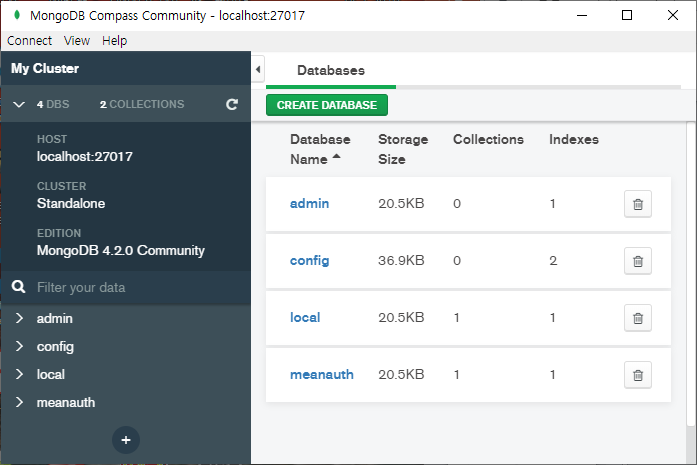 MongoDB Compass Community - localhost:27017
Connect View Help
My Cluster
4 DBS 2 COLLECTIONS
HOST
localhost:27017
CLUSTER
Standalone
EDITION
MongoDB 4.2.0 Community
Filter your data
admin
config
local
meanauth
Databases
CREATE DATABASE
Database Name Storage Size Collections Indexes
admin 20.5KB 0 1
config 36.9KB 0 2
local 20.5KB 1 1
meanauth 20.5KB 1 1